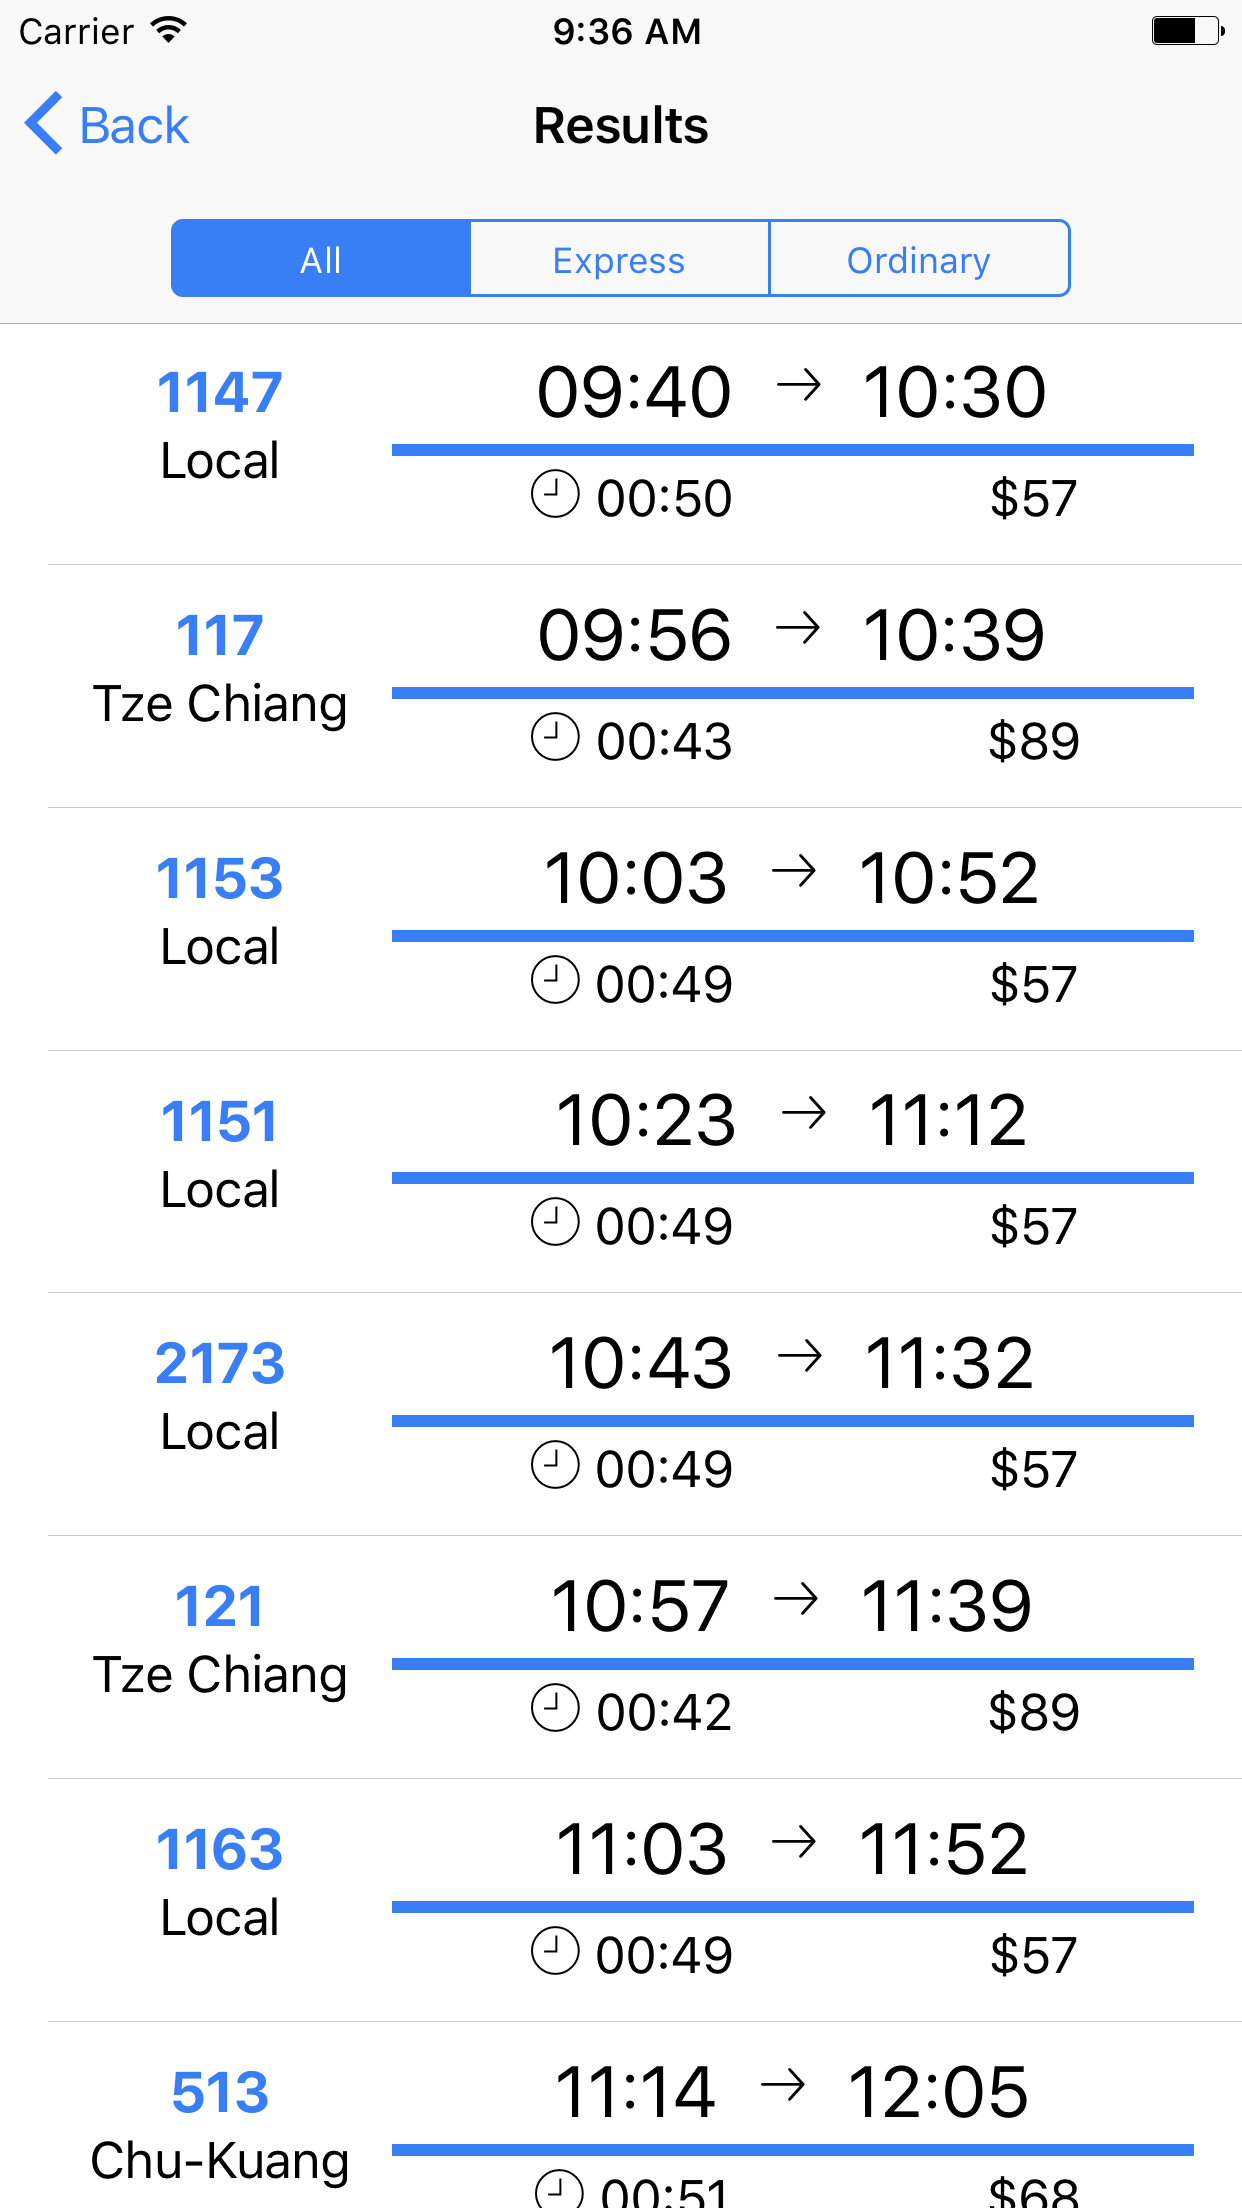 Carrier 9:36 AM
Back Results
All Express Ordinary
1147 09:40 → 10:30
Local
00:50 $57
117 09:56 → 10:39
Tze Chiang
00:43 $89
1153 10:03 → 10:52
Local
00:49 $57
1151 10:23 → 11:12
Local
00:49 $57
2173 10:43 → 11:32
Local
00:49 $57
121 10:57 → 11:39
Tze Chiang
00:42 $89
1163 11:03 → 11:52
Local
00:49 $57
513 11:14 → 12:05
Chu-Kuang
00:51 $68